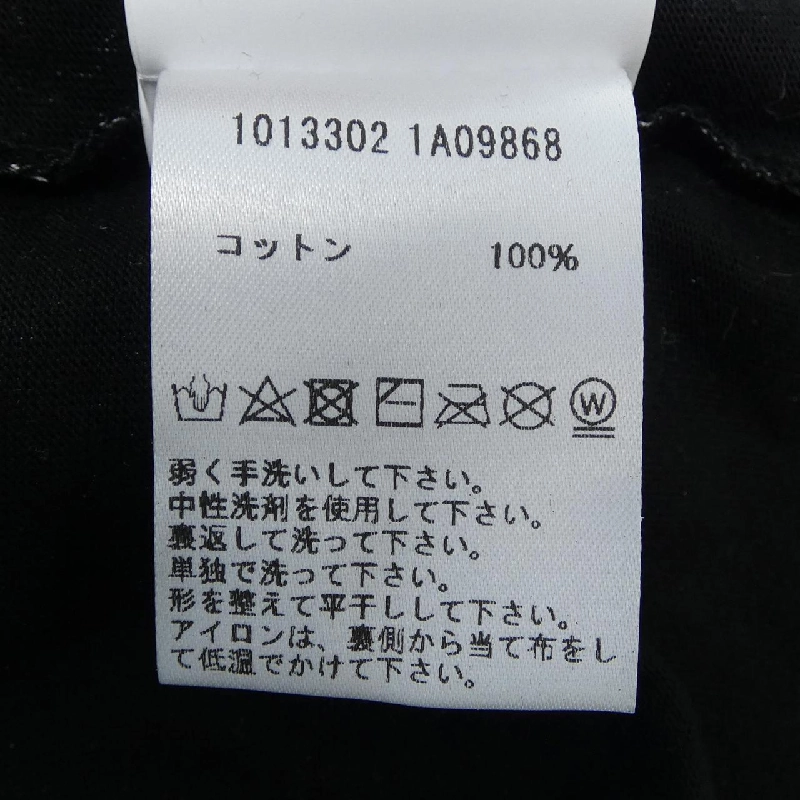 1013302 1A09868
コットン 100%
W
弱く手洗いして下さい。
中性洗剤を使用して下さい。
裏返して洗って下さい。
単独で洗って下さい。
形を整えて平干しして下さい。
アイロンは、裏側から当て布をし
て低温でかけて下さい。